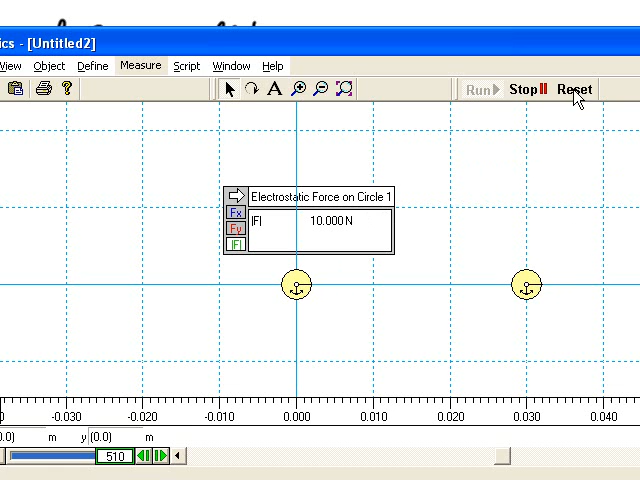 ics - [Untitled2]
View Object Define Measure Script Window Help
Run Stop Reset
Electrostatic Force on Circle 1
Fx
|F| 10.000 N
Fy
|F|
-0.030 -0.020 -0.010 0.000 0.010 0.020 0.030 0.040
0.0) m y (0.0) m
510